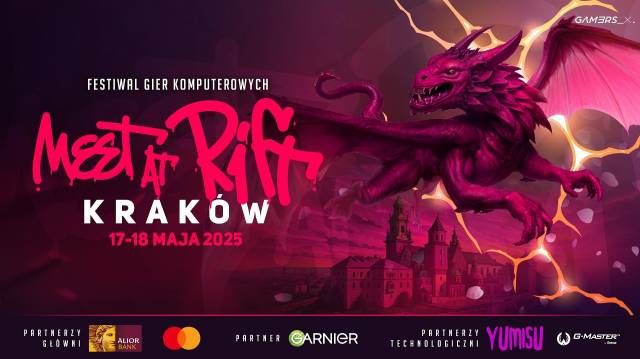 GAM3RS_X
FESTIWAL GIER KOMPUTEROWYCH
MEET AT Rift
KRAKÓW
17-18 MAJA 2025
PARTNERZY
GŁÓWNI
ALIOR
BANK
PARTNER
GARNIER
PARTNERZY
TECHNOLOGICZNI
YUMISU
G-MASTER